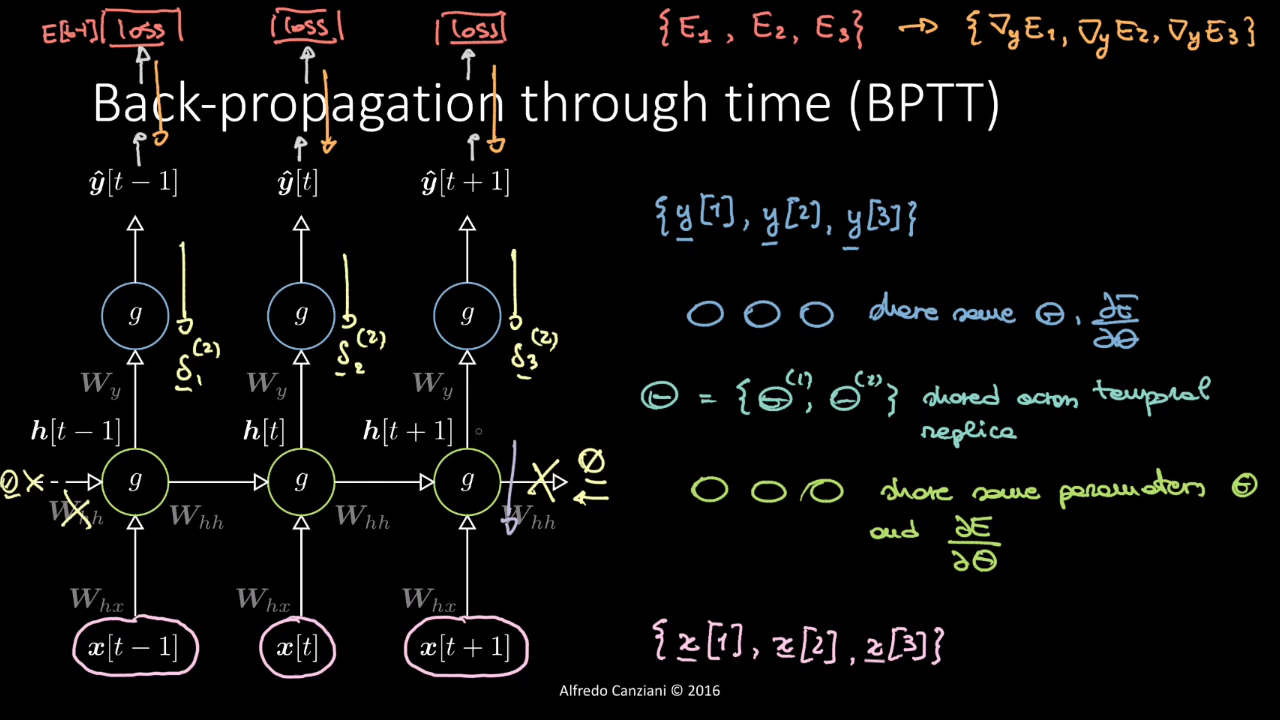 E[t-1] loss loss loss {E1, E2, E3} → {∇yE1, ∇yE2, ∇yE3}
Back-propagation through time (BPTT)
ŷ[t − 1] ŷ[t] ŷ[t + 1]
{y[1], y[2], y[3]}
g g g share same Θ, ∂E/∂Θ
δ1(2) δ2(2) δ3(2)
Wy Wy Wy Θ = {Θ(1), Θ(2)} shared across temporal
replica
h[t − 1] h[t] h[t + 1]
0 g g g 0 share same parameters Θ
Whh Whh Whh Whh and ∂E/∂Θ
Whx Whx Whx
x[t − 1] x[t] x[t + 1] {x[1], x[2], x[3]}
Alfredo Canziani © 2016